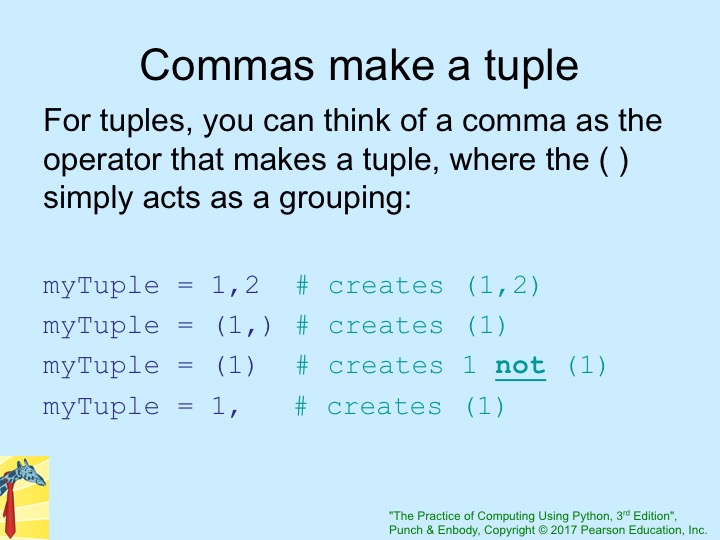 Commas make a tuple
For tuples, you can think of a comma as the
operator that makes a tuple, where the ( )
simply acts as a grouping:
myTuple = 1,2  # creates (1,2)
myTuple = (1,) # creates (1)
myTuple = (1)  # creates 1 not (1)
myTuple = 1,   # creates (1)
"The Practice of Computing Using Python, 3rd Edition",
Punch & Enbody, Copyright © 2017 Pearson Education, Inc.